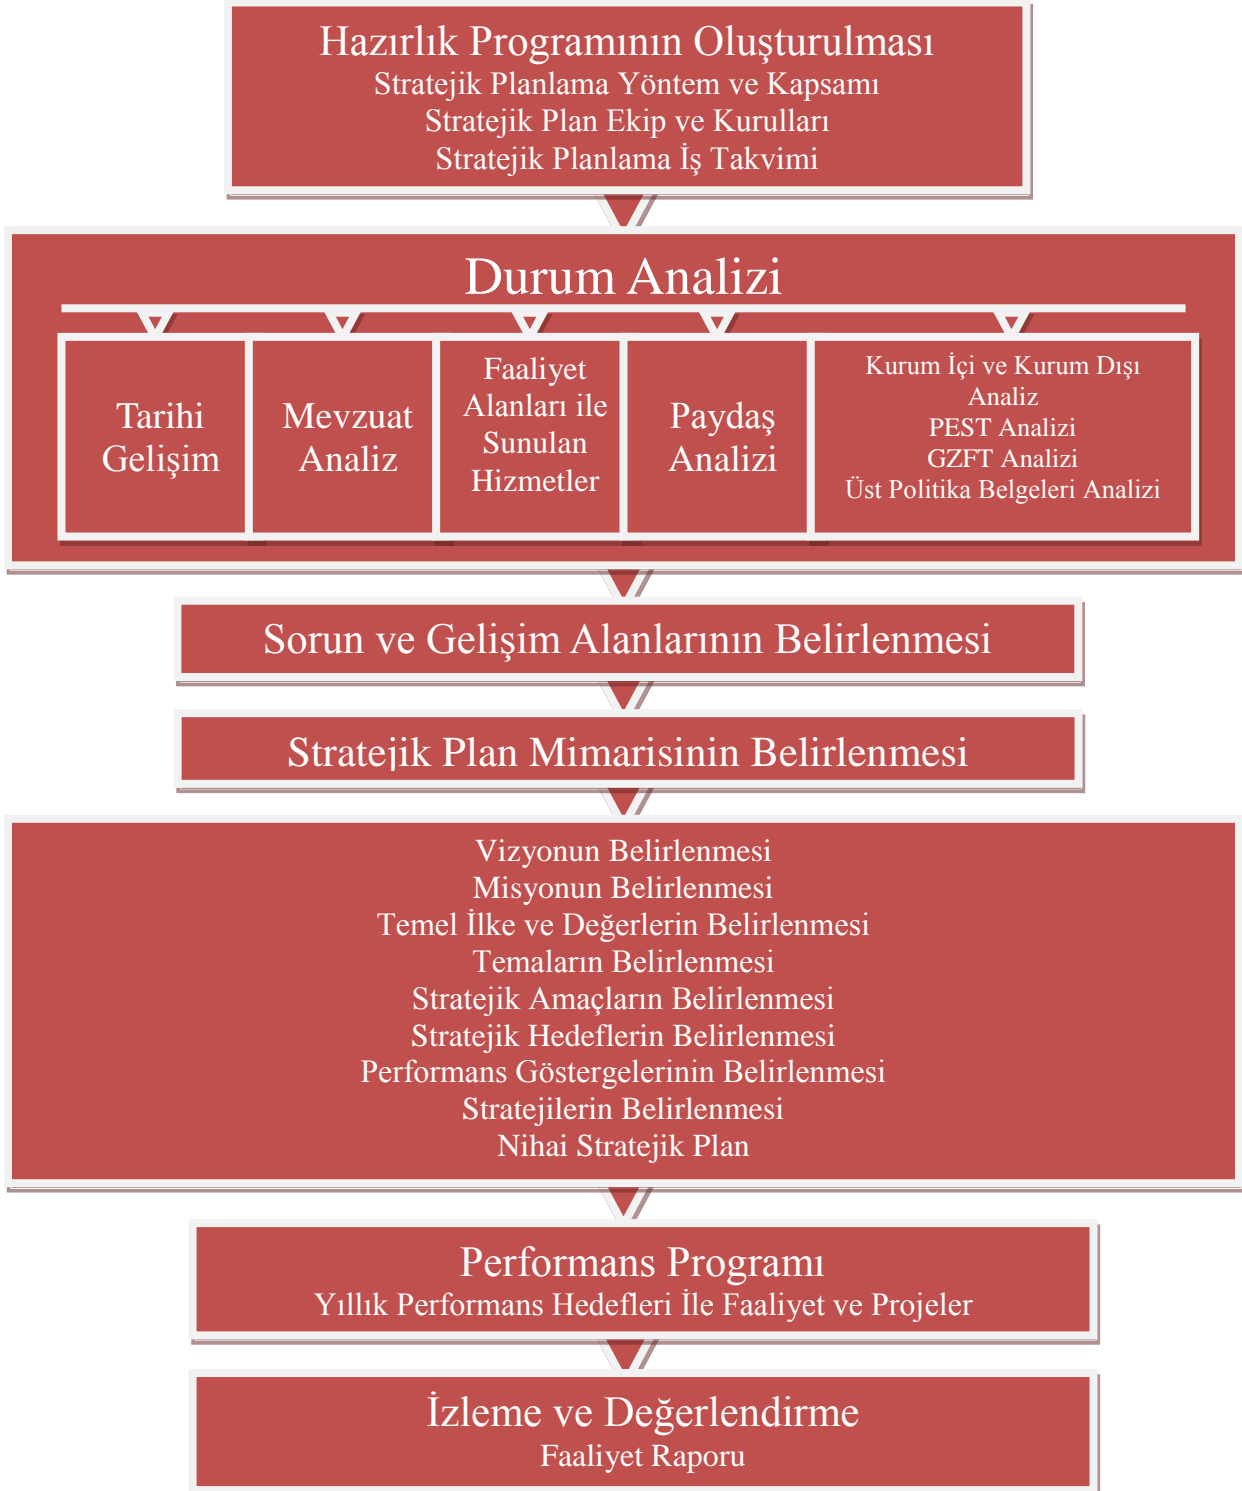 Hazırlık Programının Oluşturulması
Stratejik Planlama Yöntem ve Kapsamı
Stratejik Plan Ekip ve Kurulları
Stratejik Planlama İş Takvimi
Durum Analizi
Tarihi
Gelişim
Mevzuat
Analiz
Faaliyet
Alanları ile
Sunulan
Hizmetler
Paydaş
Analizi
Kurum İçi ve Kurum Dışı
Analiz
PEST Analizi
GZFT Analizi
Üst Politika Belgeleri Analizi
Sorun ve Gelişim Alanlarının Belirlenmesi
Stratejik Plan Mimarisinin Belirlenmesi
Vizyonun Belirlenmesi
Misyonun Belirlenmesi
Temel İlke ve Değerlerin Belirlenmesi
Temaların Belirlenmesi
Stratejik Amaçların Belirlenmesi
Stratejik Hedeflerin Belirlenmesi
Performans Göstergelerinin Belirlenmesi
Stratejilerin Belirlenmesi
Nihai Stratejik Plan
Performans Programı
Yıllık Performans Hedefleri İle Faaliyet ve Projeler
İzleme ve Değerlendirme
Faaliyet Raporu